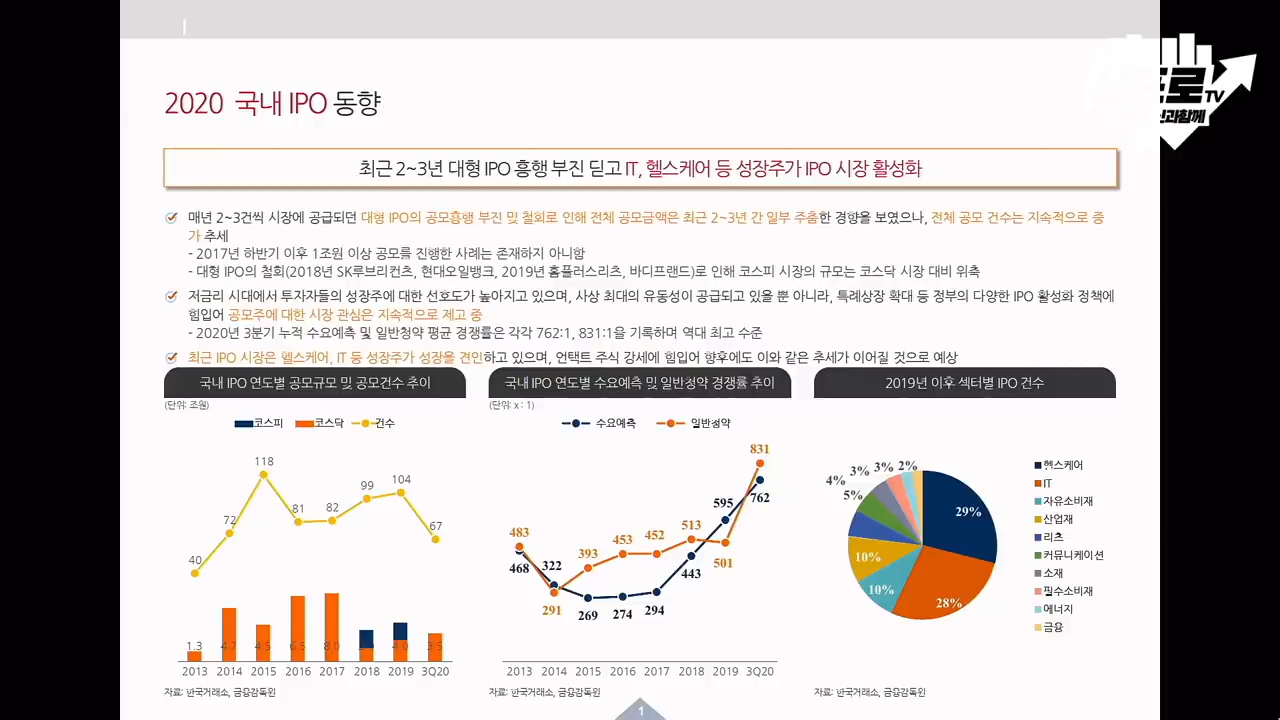 2020 국내 IPO 동향
최근 2~3년 대형 IPO 흥행 부진 딛고 IT, 헬스케어 등 성장주가 IPO 시장 활성화
매년 2~3건씩 시장에 공급되던 대형 IPO의 공모흥행 부진 및 철회로 인해 전체 공모금액은 최근 2~3년 간 일부 주춤한 경향을 보였으나, 전체 공모 건수는 지속적으로 증
가 추세
- 2017년 하반기 이후 1조원 이상 공모를 진행한 사례는 존재하지 아니함
- 대형 IPO의 철회(2018년 SK루브리컨츠, 현대오일뱅크, 2019년 홈플러스리츠, 바디프랜드)로 인해 코스피 시장의 규모는 코스닥 시장 대비 위축
저금리 시대에서 투자자들의 성장주에 대한 선호도가 높아지고 있으며, 사상 최대의 유동성이 공급되고 있을 뿐 아니라, 특례상장 확대 등 정부의 다양한 IPO 활성화 정책에
힘입어 공모주에 대한 시장 관심은 지속적으로 제고 중
- 2020년 3분기 누적 수요예측 및 일반청약 평균 경쟁률은 각각 762:1, 831:1을 기록하며 역대 최고 수준
최근 IPO 시장은 헬스케어, IT 등 성장주가 성장을 견인하고 있으며, 언택트 주식 강세에 힘입어 향후에도 이와 같은 추세가 이어질 것으로 예상
국내 IPO 연도별 공모규모 및 공모건수 추이
(단위: 조원)
코스피 코스닥 건수
40 72 118 81 82 99 104 67
1.3 4.7 4.5 6.5 8.0 4.0 3.5
2013 2014 2015 2016 2017 2018 2019 3Q20
자료: 한국거래소, 금융감독원
국내 IPO 연도별 수요예측 및 일반청약 경쟁률 추이
(단위: x : 1)
수요예측 일반청약
483 291 393 453 452 513 501 831
468 322 269 274 294 443 595 762
2013 2014 2015 2016 2017 2018 2019 3Q20
자료: 한국거래소, 금융감독원
2019년 이후 섹터별 IPO 건수
29%
28%
10%
10%
5%
4%
3%
3%
2%
헬스케어
IT
자유소비재
산업재
리츠
커뮤니케이션
소재
필수소비재
에너지
금융
자료: 한국거래소, 금융감독원
1
프로TV
신과함께